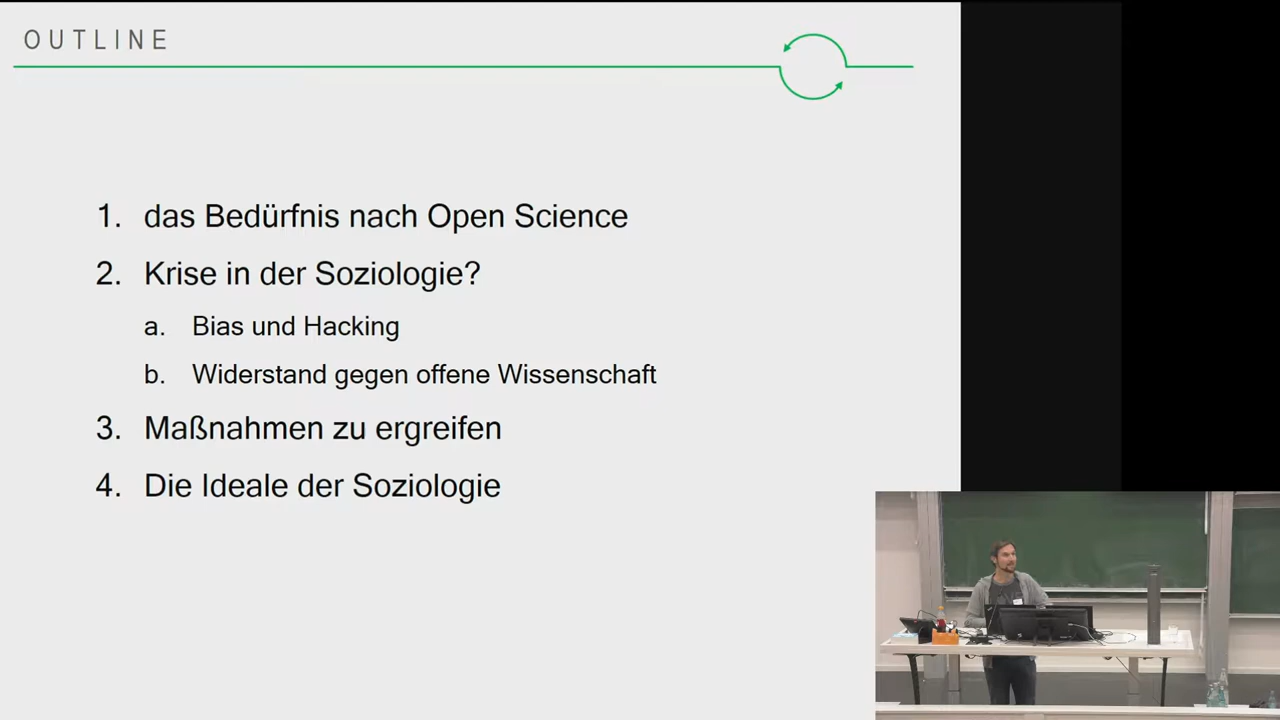 OUTLINE
1. das Bedürfnis nach Open Science
2. Krise in der Soziologie?
a. Bias und Hacking
b. Widerstand gegen offene Wissenschaft
3. Maßnahmen zu ergreifen
4. Die Ideale der Soziologie